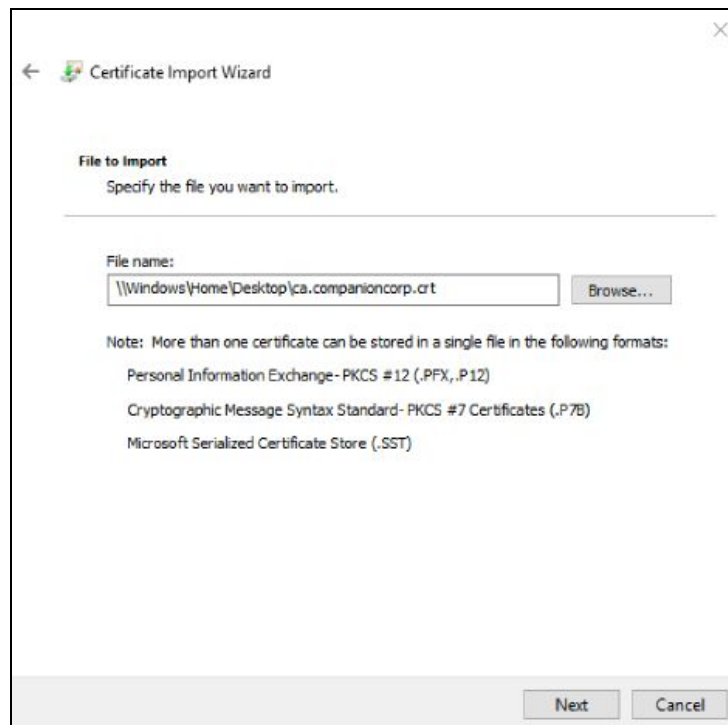 Certificate Import Wizard
File to Import
Specify the file you want to import.
File name:
\\Windows\Home\Desktop\ca.companioncorp.crt
Browse...
Note: More than one certificate can be stored in a single file in the following formats:
Personal Information Exchange- PKCS #12 (.PFX,.P12)
Cryptographic Message Syntax Standard- PKCS #7 Certificates (.P7B)
Microsoft Serialized Certificate Store (.SST)
Next
Cancel